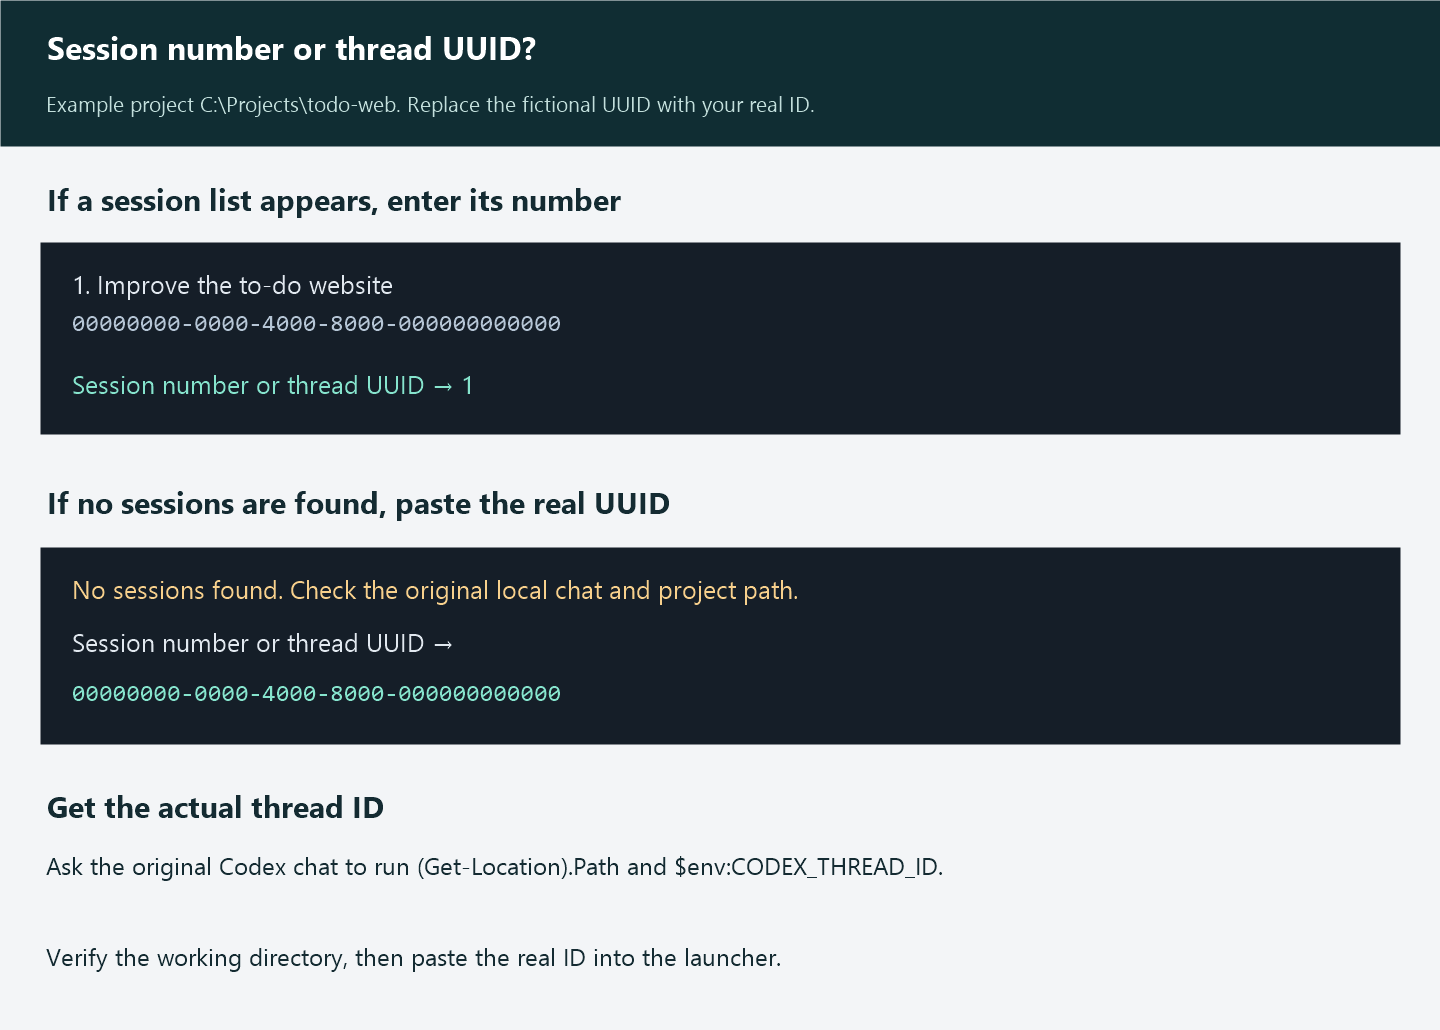 Session number or thread UUID?
Example project C:\Projects\todo-web. Replace the fictional UUID with your real ID.
If a session list appears, enter its number
1. Improve the to-do website
00000000-0000-4000-8000-000000000000
Session number or thread UUID → 1
If no sessions are found, paste the real UUID
No sessions found. Check the original local chat and project path.
Session number or thread UUID →
00000000-0000-4000-8000-000000000000
Get the actual thread ID
Ask the original Codex chat to run (Get-Location).Path and $env:CODEX_THREAD_ID.
Verify the working directory, then paste the real ID into the launcher.